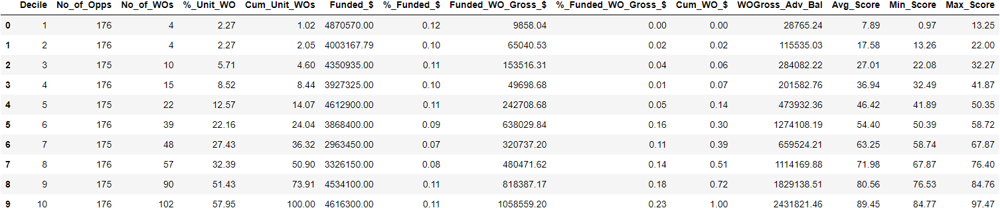 Decile No_of_Opps No_of_WOs %_Unit_WO Cum_Unit_WOs Funded_$ %_Funded_$ Funded_WO_Gross_$ %_Funded_WO_Gross_$ Cum_WO_$ WOGross_Adv_Bal Avg_Score Min_Score Max_Score
0 1 176 4 2.27 1.02 4870570.00 0.12 9858.04 0.00 0.00 28765.24 7.89 0.97 13.25
1 2 176 4 2.27 2.05 4003167.79 0.10 65040.53 0.02 0.02 115535.03 17.58 13.26 22.00
2 3 175 10 5.71 4.60 4350935.00 0.11 153516.31 0.04 0.06 284082.22 27.01 22.08 32.27
3 4 176 15 8.52 8.44 3927325.00 0.10 49698.68 0.01 0.07 201582.76 36.94 32.49 41.87
4 5 175 22 12.57 14.07 4612900.00 0.11 242708.68 0.05 0.14 473932.36 46.42 41.89 50.35
5 6 176 39 22.16 24.04 3868400.00 0.09 638029.84 0.16 0.30 1274108.19 54.40 50.39 58.72
6 7 175 48 27.43 36.32 2963450.00 0.07 320737.20 0.11 0.39 659524.21 63.25 58.74 67.87
7 8 176 57 32.39 50.90 3326150.00 0.08 480471.62 0.14 0.51 1114169.88 71.98 67.87 76.40
8 9 175 90 51.43 73.91 4534100.00 0.11 818387.17 0.18 0.72 1829138.51 80.56 76.53 84.76
9 10 176 102 57.95 100.00 4616300.00 0.11 1058559.20 0.23 1.00 2431821.46 89.45 84.77 97.47